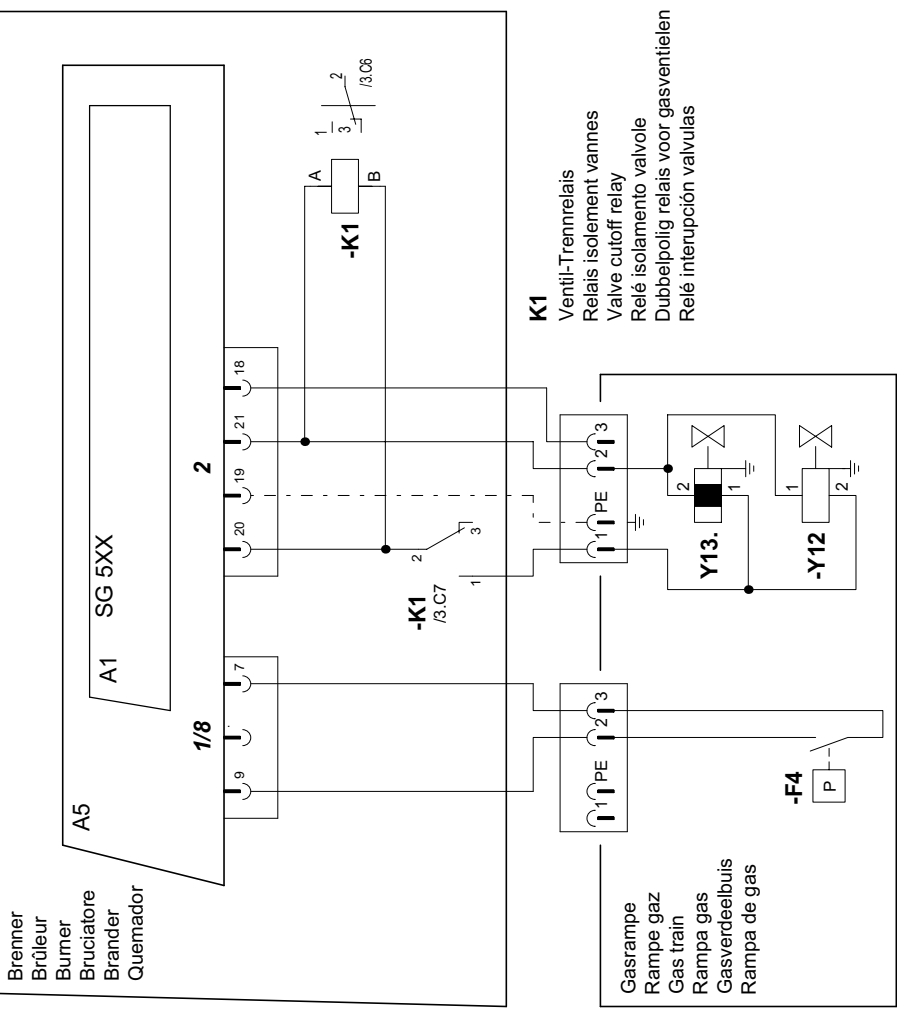 Brenner
Brûleur
Burner
Bruciatore
Brander
Quemador
A5
A1
SG 5XX
1/8
2
9
7
20
19
21
18
-K1
A
B
1
3
2
/3.C6
-K1
/3.C7
2
3
1
K1
Ventil-Trennrelais
Relais isolement vannes
Valve cutoff relay
Relé isolamento valvole
Dubbelpolig relais voor gasventielen
Relé interupción valvulas
1
PE
2
3
1
PE
2
3
Gasrampe
Rampe gaz
Gas train
Rampa gas
Gasverdeelbuis
Rampa de gas
-F4
P
Y13.
2
1
-Y12
1
2